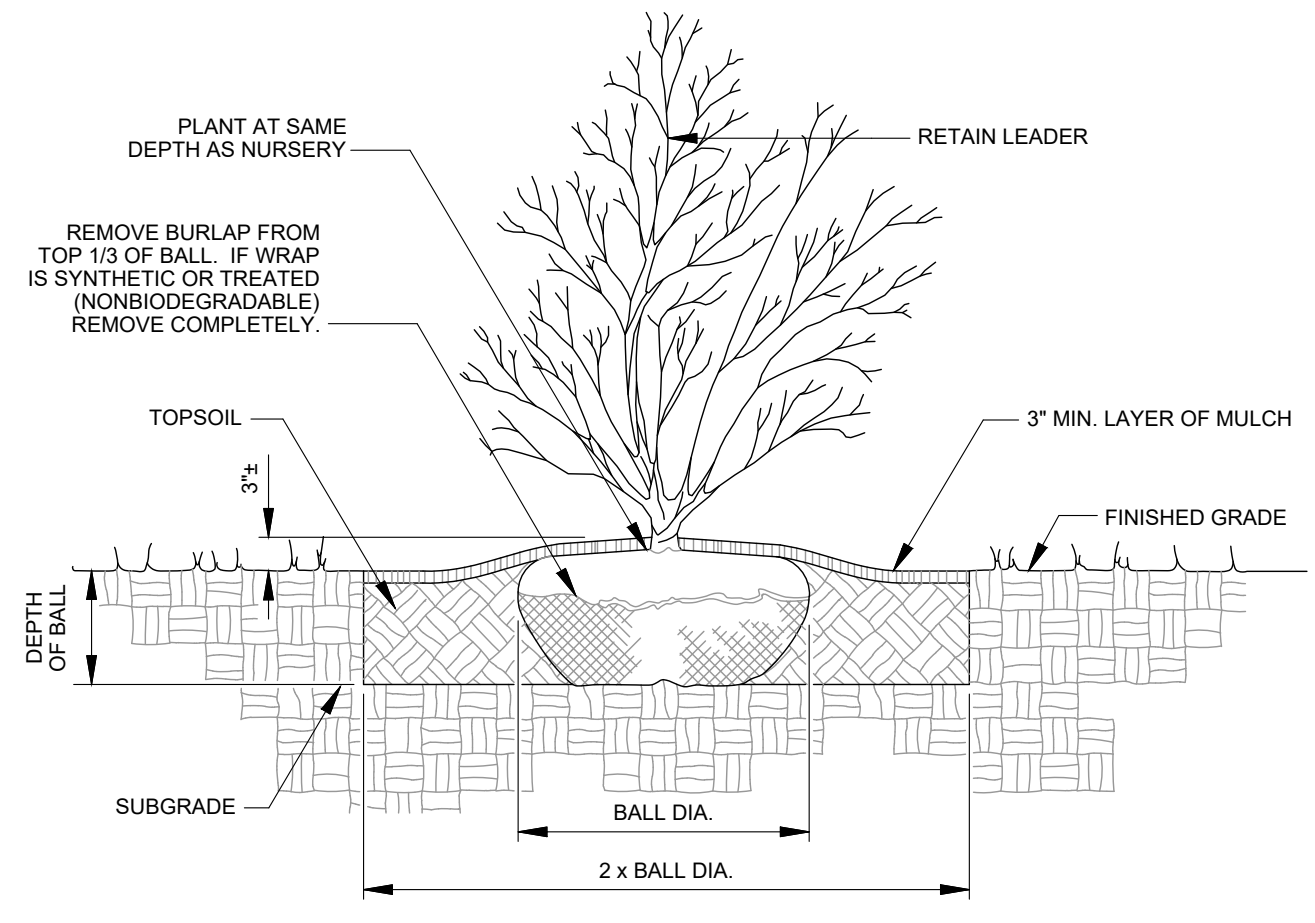 PLANT AT SAME
DEPTH AS NURSERY
RETAIN LEADER
REMOVE BURLAP FROM
TOP 1/3 OF BALL. IF WRAP
IS SYNTHETIC OR TREATED
(NONBIODEGRADABLE)
REMOVE COMPLETELY.
TOPSOIL
3" MIN. LAYER OF MULCH
3"±
FINISHED GRADE
DEPTH
OF BALL
SUBGRADE
BALL DIA.
2 x BALL DIA.